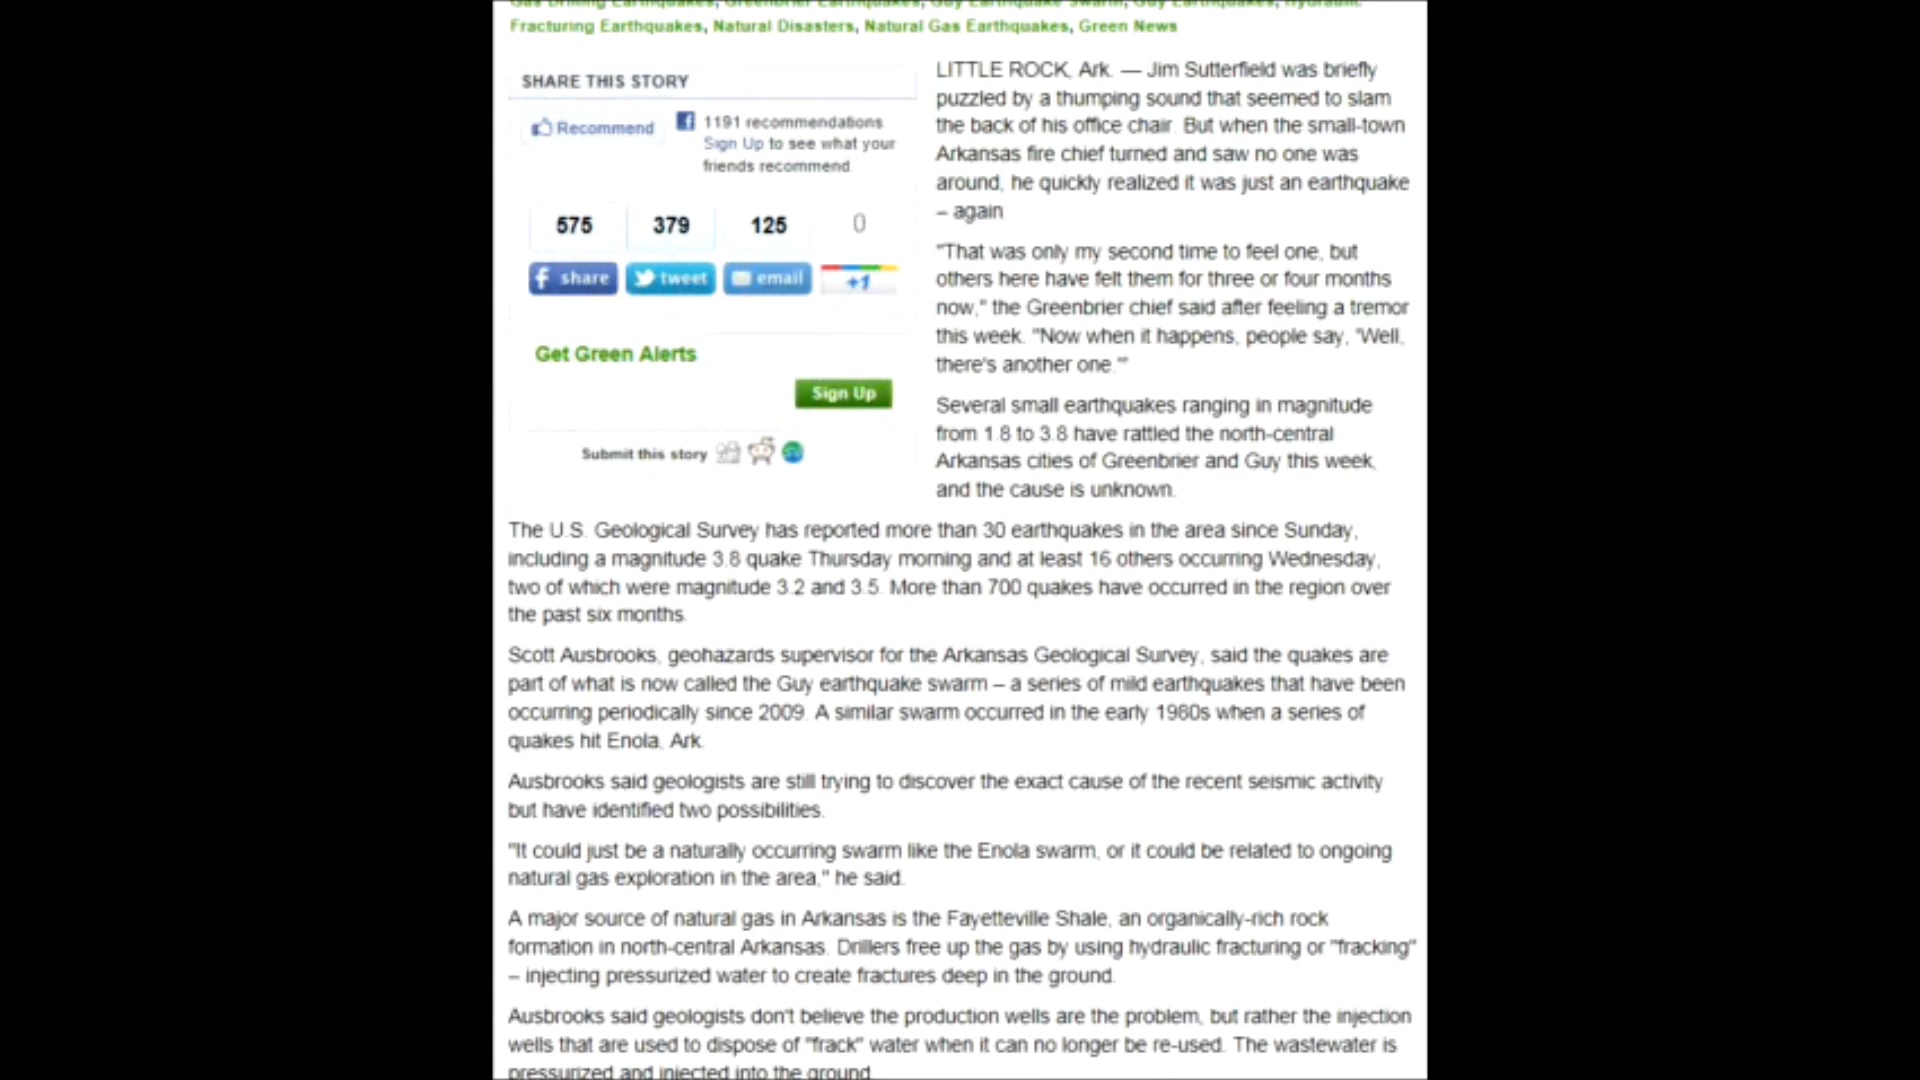 Gas Drilling Earthquakes, Greenbrier Earthquakes, Guy Earthquake Swarm, Guy Earthquakes, Hydraulic
Fracturing Earthquakes, Natural Disasters, Natural Gas Earthquakes, Green News
SHARE THIS STORY
Recommend
1191 recommendations
Sign Up to see what your
friends recommend
575 379 125 0
share tweet email +1
Get Green Alerts
Sign Up
Submit this story
LITTLE ROCK, Ark. — Jim Sutterfield was briefly
puzzled by a thumping sound that seemed to slam
the back of his office chair. But when the small-town
Arkansas fire chief turned and saw no one was
around, he quickly realized it was just an earthquake
– again
"That was only my second time to feel one, but
others here have felt them for three or four months
now," the Greenbrier chief said after feeling a tremor
this week. "Now when it happens, people say, 'Well,
there's another one.'"
Several small earthquakes ranging in magnitude
from 1.8 to 3.8 have rattled the north-central
Arkansas cities of Greenbrier and Guy this week,
and the cause is unknown.
The U.S. Geological Survey has reported more than 30 earthquakes in the area since Sunday,
including a magnitude 3.8 quake Thursday morning and at least 16 others occurring Wednesday,
two of which were magnitude 3.2 and 3.5. More than 700 quakes have occurred in the region over
the past six months.
Scott Ausbrooks, geohazards supervisor for the Arkansas Geological Survey, said the quakes are
part of what is now called the Guy earthquake swarm – a series of mild earthquakes that have been
occurring periodically since 2009. A similar swarm occurred in the early 1980s when a series of
quakes hit Enola, Ark.
Ausbrooks said geologists are still trying to discover the exact cause of the recent seismic activity
but have identified two possibilities.
"It could just be a naturally occurring swarm like the Enola swarm, or it could be related to ongoing
natural gas exploration in the area," he said.
A major source of natural gas in Arkansas is the Fayetteville Shale, an organically-rich rock
formation in north-central Arkansas. Drillers free up the gas by using hydraulic fracturing or "fracking"
– injecting pressurized water to create fractures deep in the ground.
Ausbrooks said geologists don't believe the production wells are the problem, but rather the injection
wells that are used to dispose of "frack" water when it can no longer be re-used. The wastewater is
pressurized and injected into the ground.